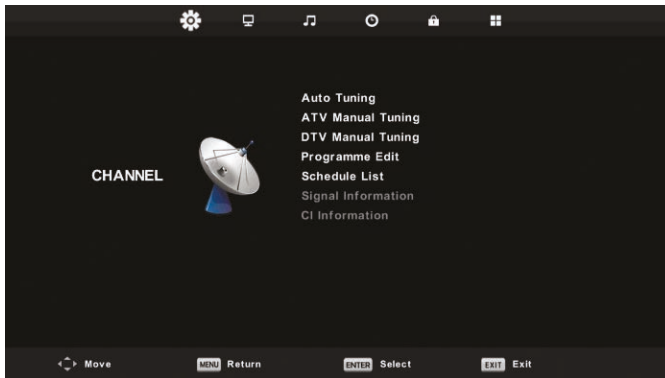 CHANNEL
Auto Tuning
ATV Manual Tuning
DTV Manual Tuning
Programme Edit
Schedule List
Signal Information
CI Information
Move MENU Return ENTER Select EXIT Exit